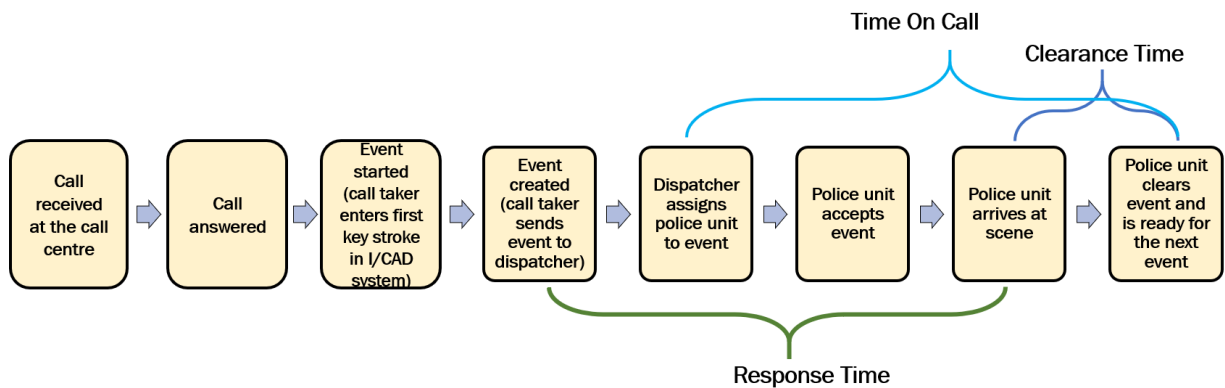 Time On Call
Clearance Time
Call
received
at the call
centre
Call
answered
Event
started
(call taker
enters first
key stroke
in I/CAD
system)
Event
created
(call taker
sends
event to
dispatcher)
Dispatcher
assigns
police unit
to event
Police unit
accepts
event
Police unit
arrives at
scene
Police unit
clears
event and
is ready for
the next
event
Response Time